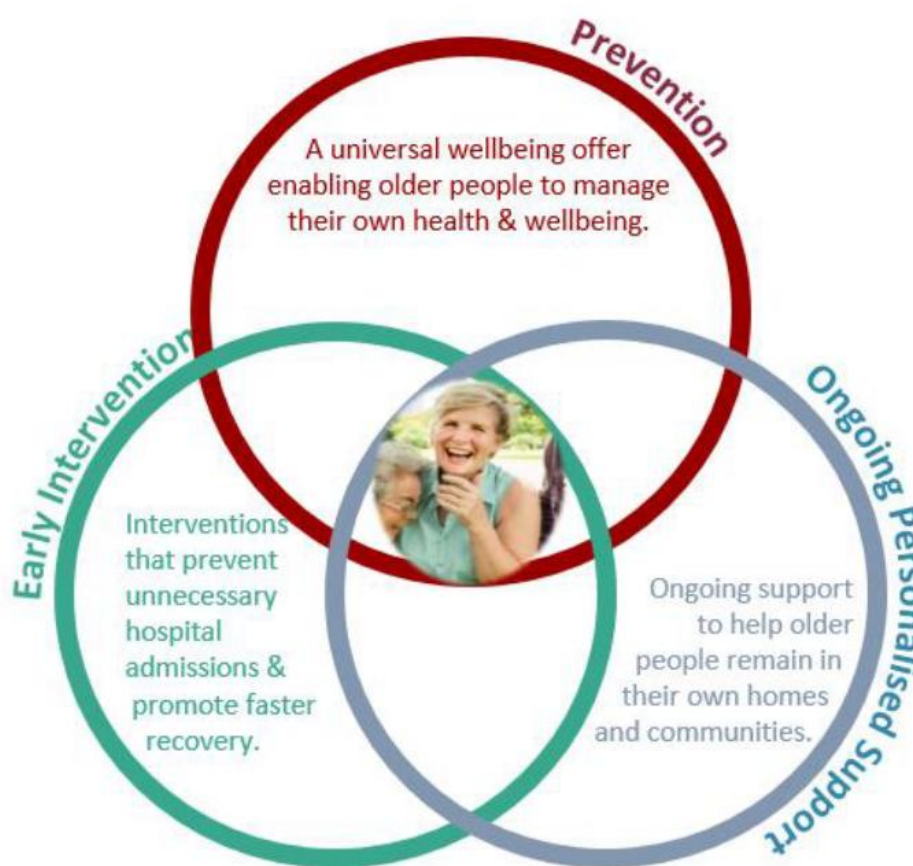 Prevention
A universal wellbeing offer
enabling older people to manage
their own health & wellbeing.
Early Intervention
Interventions
that prevent
unnecessary
hospital
admissions &
promote faster
recovery.
Ongoing Personalised Support
Ongoing support
to help older
people remain in
their own homes
and communities.